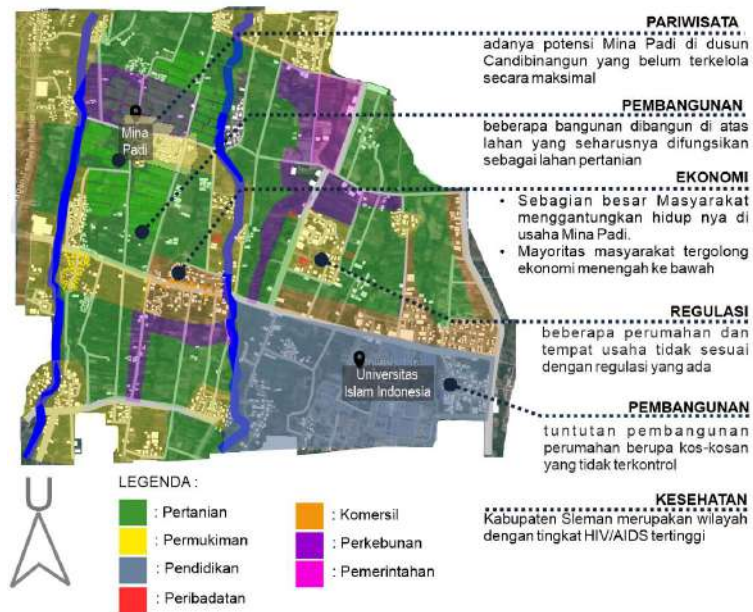 PARIWISATA
adanya potensi Mina Padi di dusun
Candibinangun yang belum terkelola
secara maksimal
PEMBANGUNAN
beberapa bangunan dibangun di atas
lahan yang seharusnya difungsikan
sebagai lahan pertanian
EKONOMI
• Sebagian besar Masyarakat
menggantungkan hidup nya di
usaha Mina Padi.
• Mayoritas masyarakat tergolong
ekonomi menengah ke bawah
REGULASI
beberapa perumahan dan
tempat usaha tidak sesuai
dengan regulasi yang ada
PEMBANGUNAN
tuntutan pembangunan
perumahan berupa kos-kosan
yang tidak terkontrol
KESEHATAN
Kabupaten Sleman merupakan wilayah
dengan tingkat HIV/AIDS tertinggi
Mina
Padi
Universitas
Islam Indonesia
U
LEGENDA :
: Pertanian
: Permukiman
: Pendidikan
: Peribadatan
: Komersil
: Perkebunan
: Pemerintahan